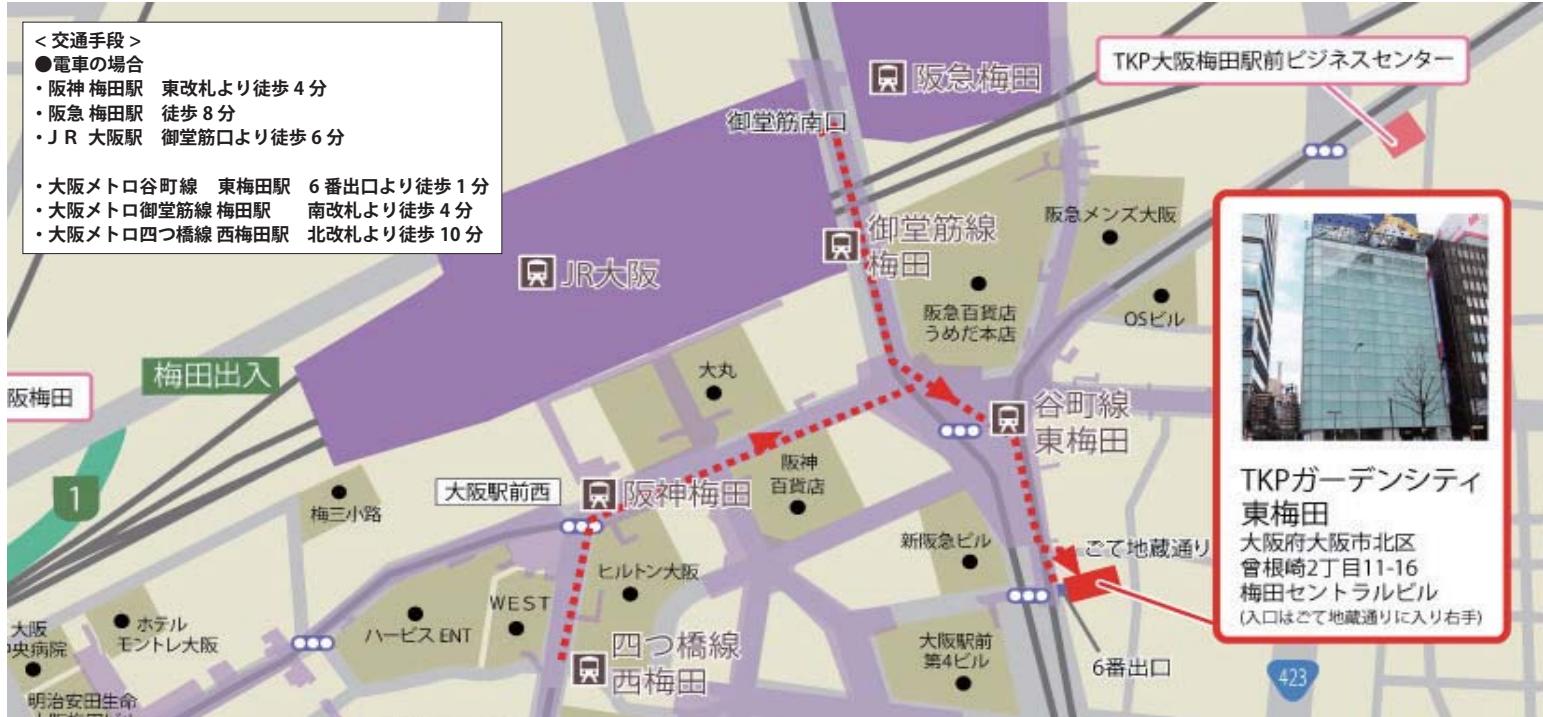 < 交通手段 >
●電車の場合
・阪神 梅田駅　東改札より徒歩 4 分
・阪急 梅田駅　徒歩 8 分
・J R 大阪駅　御堂筋口より徒歩 6 分
・大阪メトロ谷町線　東梅田駅　6 番出口より徒歩 1 分
・大阪メトロ御堂筋線 梅田駅　南改札より徒歩 4 分
・大阪メトロ四つ橋線 西梅田駅　北改札より徒歩 10 分
阪急梅田
TKP大阪梅田駅前ビジネスセンター
御堂筋南口
御堂筋線
梅田
阪急メンズ大阪
JR大阪
阪急百貨店
うめだ本店
OSビル
梅田出入
阪梅田
大丸
谷町線
東梅田
1
梅三小路
大阪駅前西
阪神梅田
阪神
百貨店
TKPガーデンシティ
東梅田
大阪府大阪市北区
曾根崎2丁目11-16
梅田セントラルビル
(入口はごて地蔵通りに入り右手)
新阪急ビル
ごて地蔵通り
ヒルトン大阪
WEST
ハービス ENT
ホテル
モントレ大阪
大阪
中央病院
四つ橋線
西梅田
大阪駅前
第4ビル
6番出口
423
明治安田生命